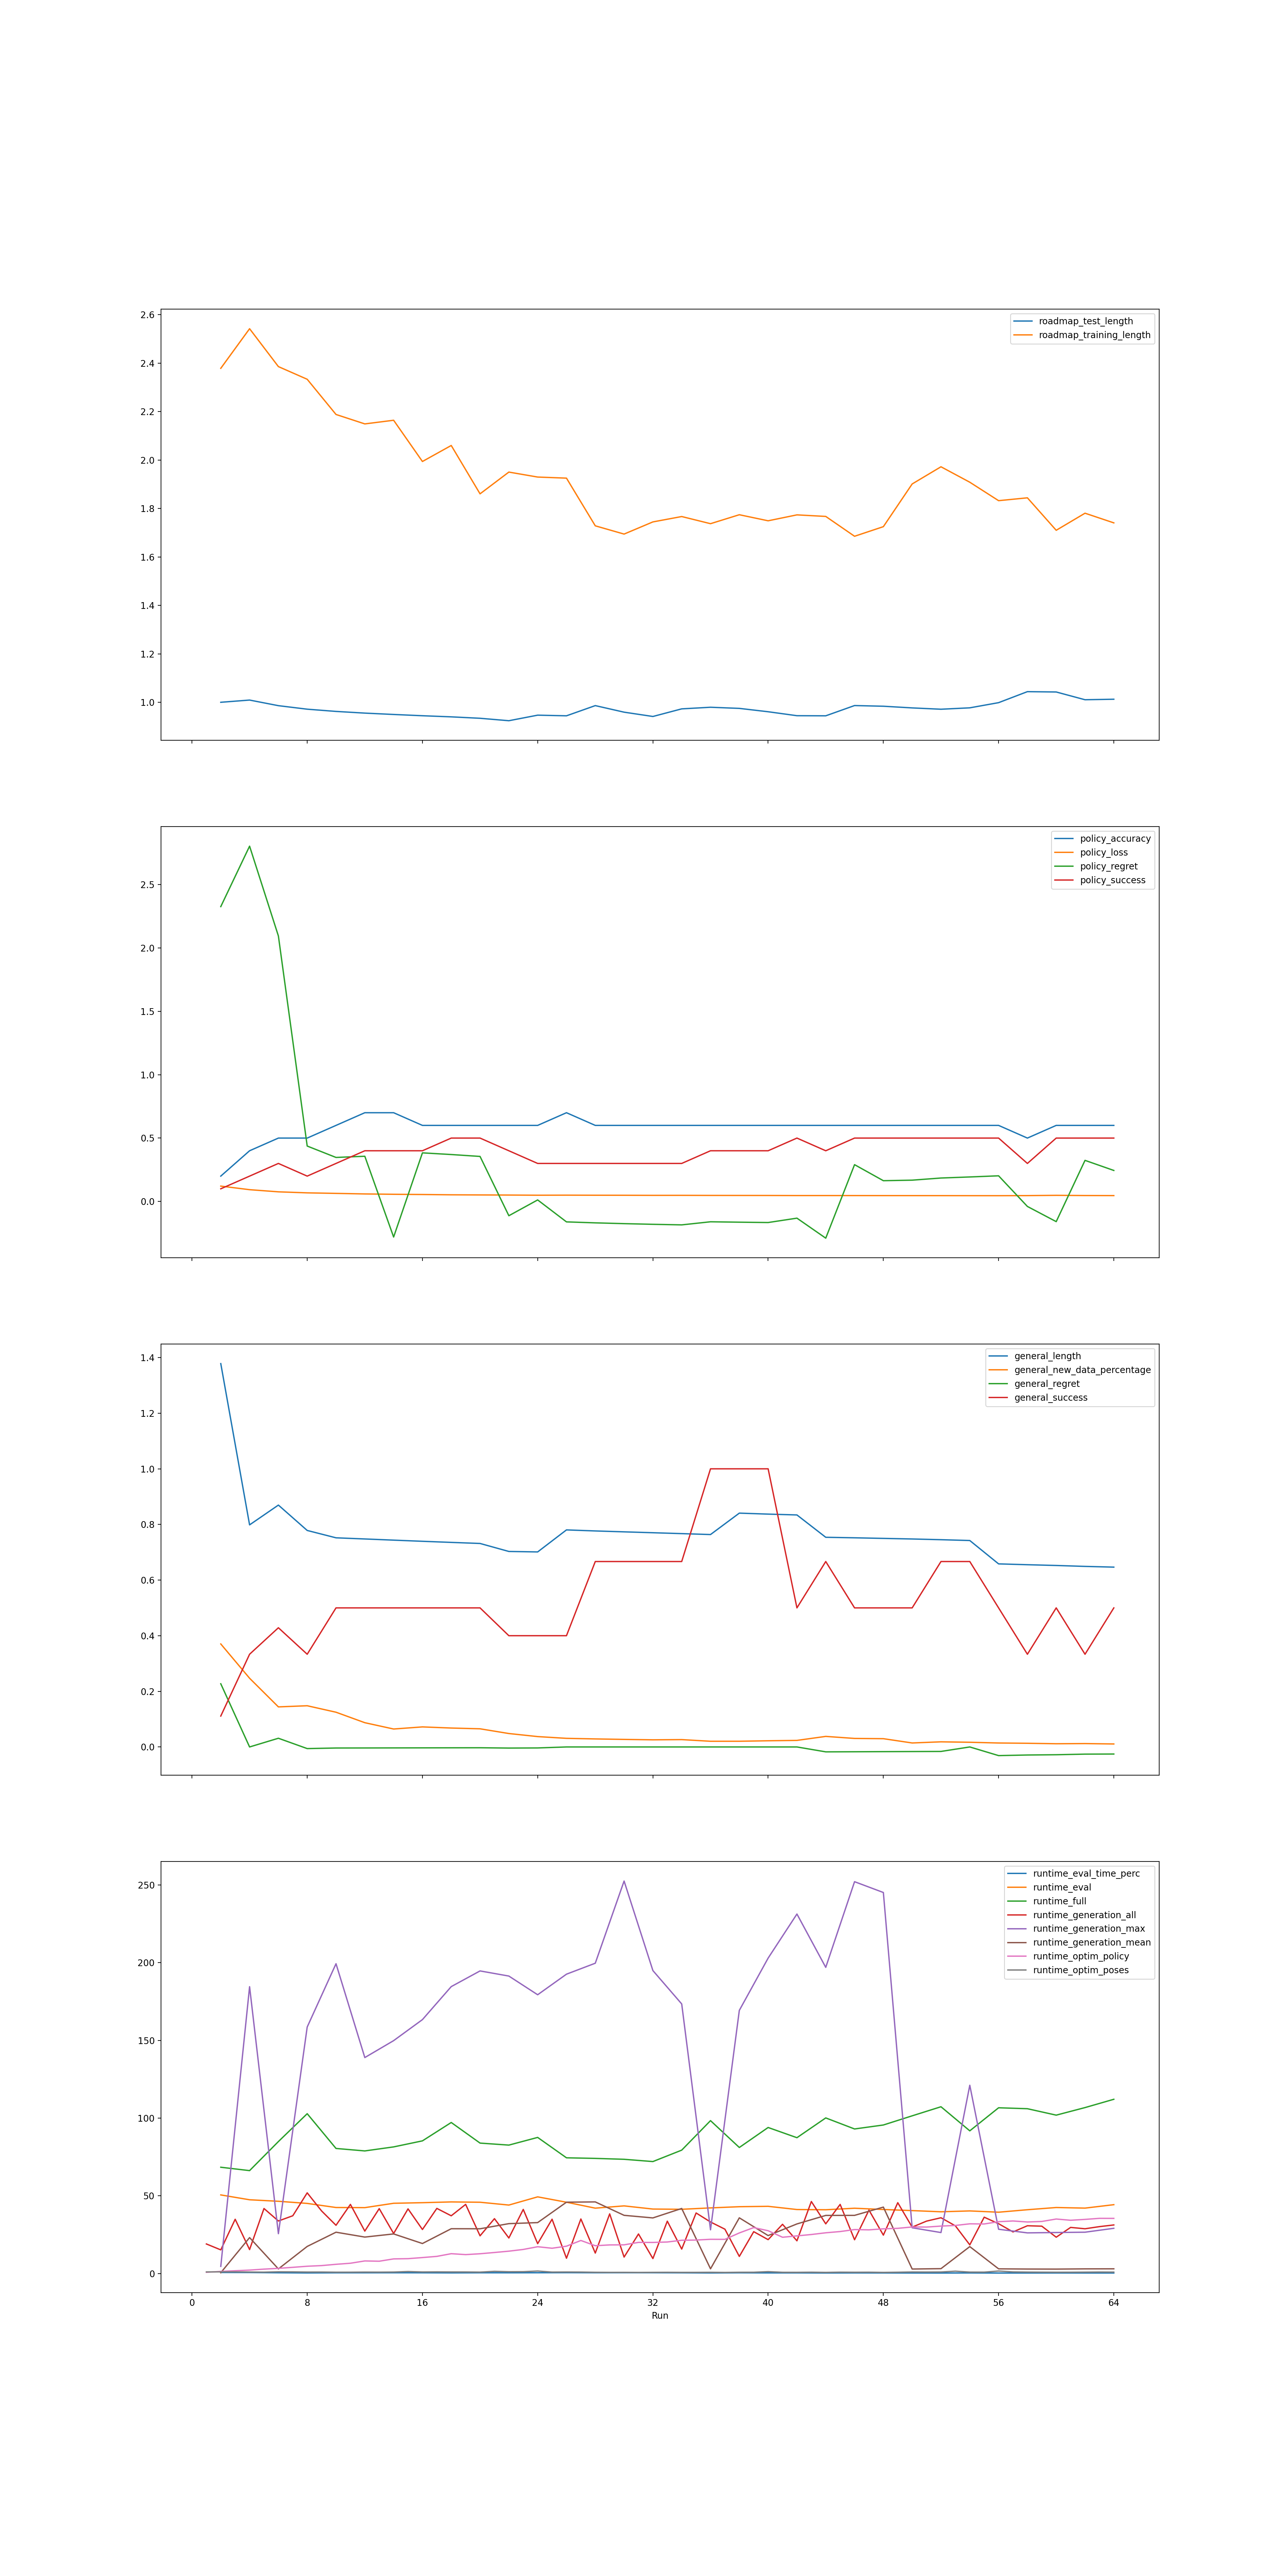 2.6
2.4
2.2
2.0
1.8
1.6
1.4
1.2
1.0
roadmap_test_length
roadmap_training_length
2.5
2.0
1.5
1.0
0.5
0.0
policy_accuracy
policy_loss
policy_regret
policy_success
1.4
1.2
1.0
0.8
0.6
0.4
0.2
0.0
general_length
general_new_data_percentage
general_regret
general_success
250
200
150
100
50
0
runtime_eval_time_perc
runtime_eval
runtime_full
runtime_generation_all
runtime_generation_max
runtime_generation_mean
runtime_optim_policy
runtime_optim_poses
0 8 16 24 32 40 48 56 64
Run